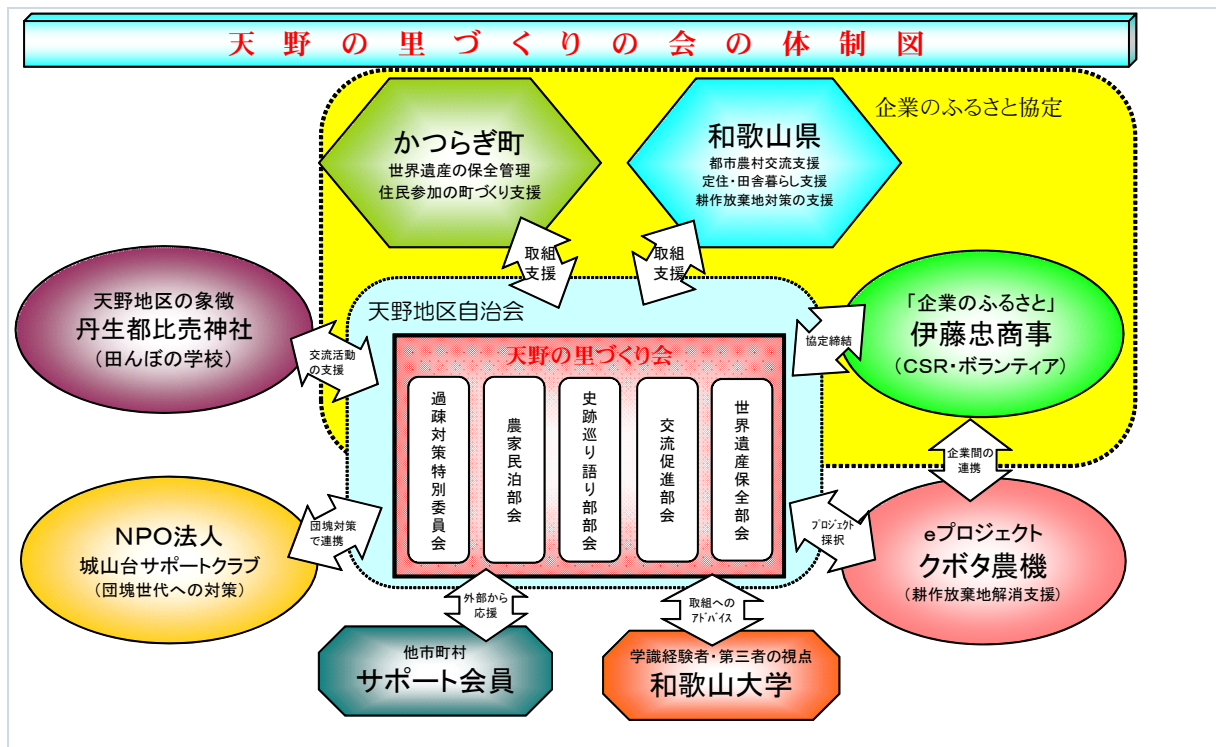 天野の里づくりの会の体制図
企業のふるさと協定
かつらぎ町
世界遺産の保全管理
住民参加の町づくり支援
和歌山県
都市農村交流支援
定住・田舎暮らし支援
耕作放棄地対策の支援
取組
支援
取組
支援
天野地区の象徴
丹生都比売神社
（田んぼの学校）
交流活動
の支援
天野地区自治会
天野の里づくり会
過疎対策特別委員会
農家民泊部会
史跡巡り語り部部会
交流促進部会
世界遺産保全部会
協定締結
「企業のふるさと」
伊藤忠商事
（CSR・ボランティア）
企業間の
連携
NPO法人
城山台サポートクラブ
（団塊世代への対策）
団塊対策
で連携
プロジェクト
採択
eプロジェクト
クボタ農機
（耕作放棄地解消支援）
外部から
応援
取組への
アドバイス
他市町村
サポート会員
学識経験者・第三者の視点
和歌山大学